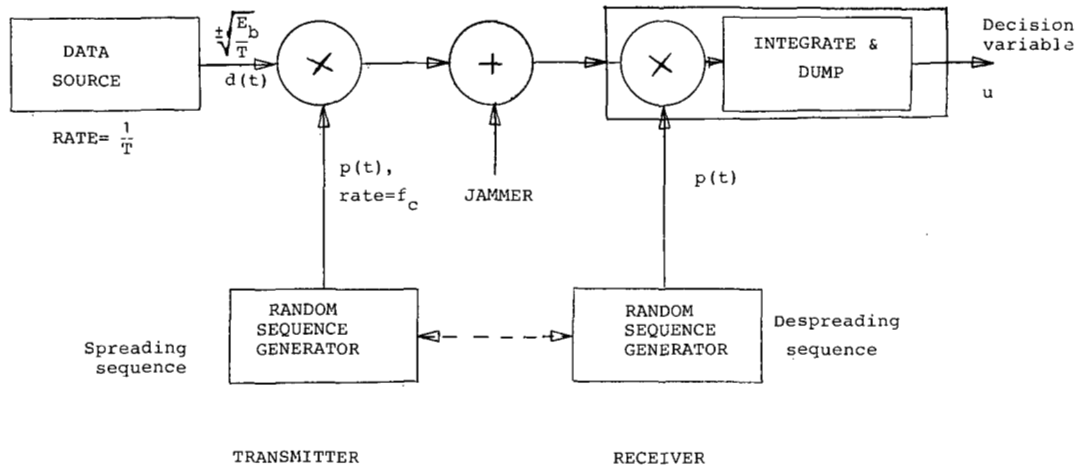 DATA
SOURCE
±√(E_b/T)
d(t)
RATE= 1/T
×
+
×
INTEGRATE &
DUMP
Decision
variable
u
p(t),
rate=f_c
JAMMER
p(t)
RANDOM
SEQUENCE
GENERATOR
RANDOM
SEQUENCE
GENERATOR
Spreading
sequence
Despreading
sequence
TRANSMITTER
RECEIVER